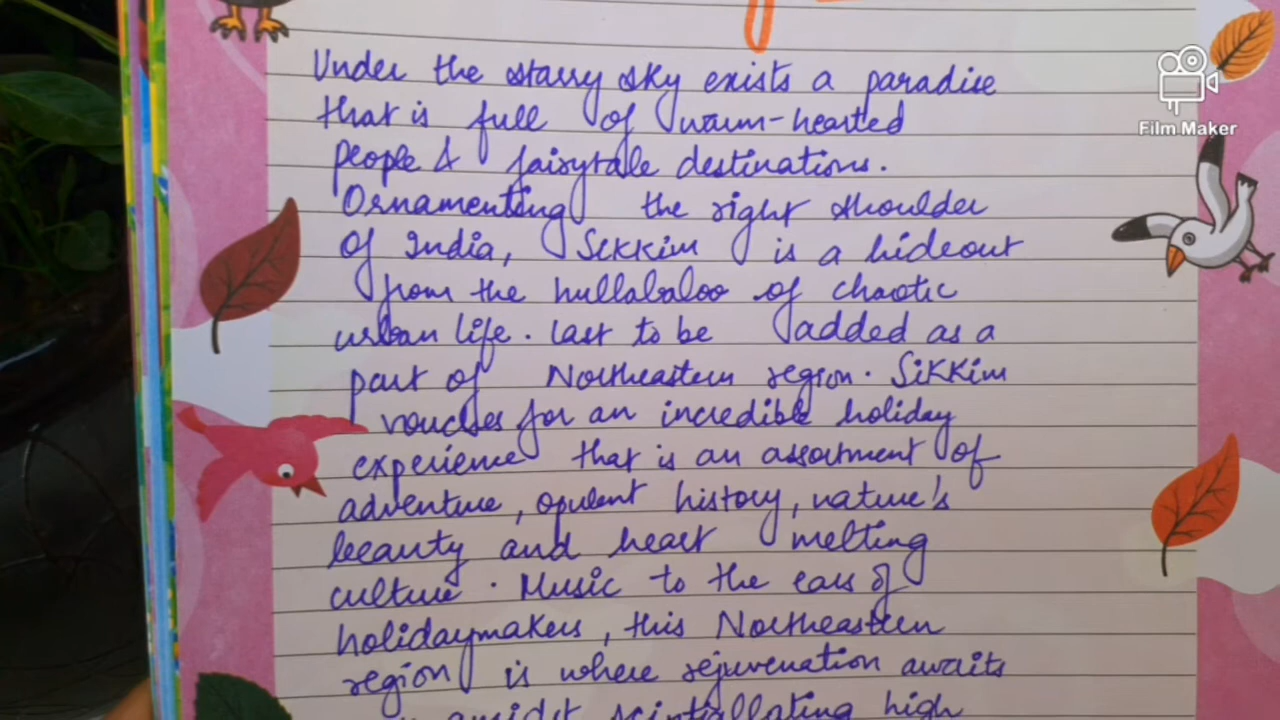 Under the starry sky exists a paradise
that is full of warm-hearted
people & fairytale destinations.
Ornamenting the right shoulder
of India, Sikkim is a hideout
from the hullabaloo of chaotic
urban life. Last to be added as a
part of Northeastern region. Sikkim
vouches for an incredible holiday
experience that is an assortment of
adventure, opulent history, nature's
beauty and heart melting
culture. Music to the ears of
holidaymakers, this Northeastern
region is where rejuvenation awaits
amidst scintillating high
Film Maker